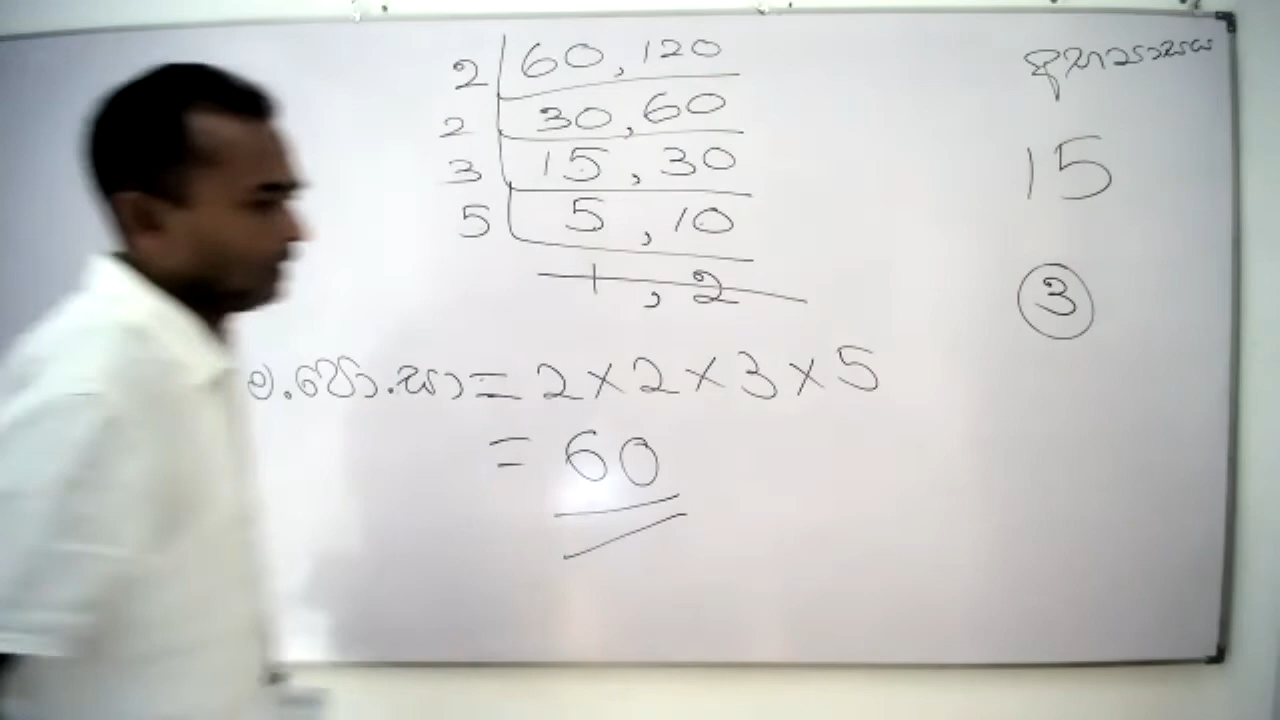 2 | 60, 120
2 | 30, 60
3 | 15, 30
5 | 5, 10
1, 2
ම.පො.සා = 2 × 2 × 3 × 5
= 60
15
3